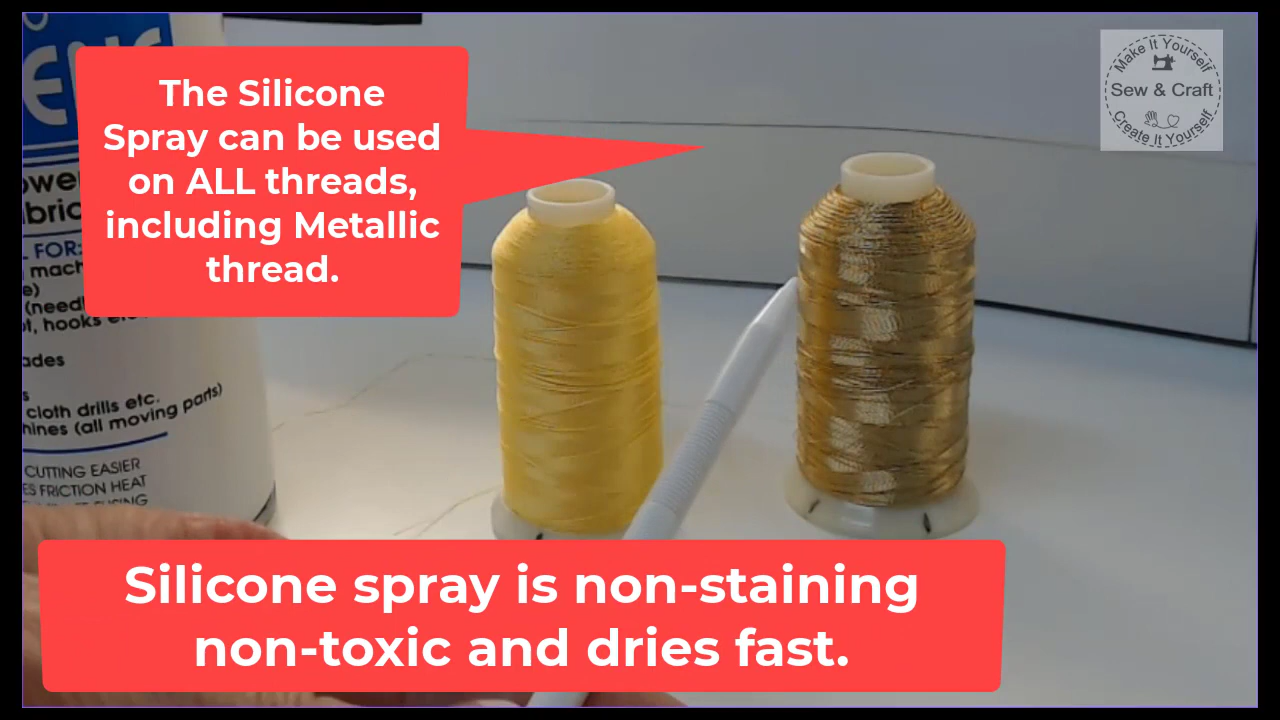 The Silicone
Spray can be used
on ALL threads,
including Metallic
thread.
Make It Yourself
Sew & Craft
Create It Yourself
FOR:
cloth drills etc.
(all moving parts)
CUTTING EASIER
FRICTION HEAT
Silicone spray is non-staining
non-toxic and dries fast.